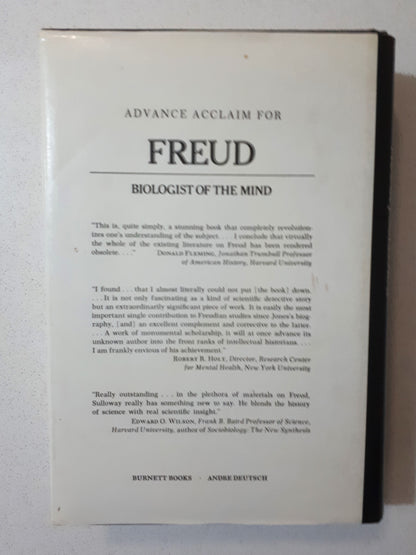 ADVANCE ACCLAIM FOR
FREUD
BIOLOGIST OF THE MIND
"This is, quite simply, a stunning book that completely revolution-
izes one's understanding of the subject. . . . I conclude that virtually
the whole of the existing literature on Freud has been rendered
obsolete. . . ." DONALD FLEMING, Jonathan Trumbull Professor
of American History, Harvard University
"I found . . . that I almost literally could not put [the book] down.
. . . It is not only fascinating as a kind of scientific detective story
but an extraordinarily significant piece of work. It is easily the most
important single contribution to Freudian studies since Jones's biog-
raphy, [and] an excellent complement and corrective to the latter.
. . . A work of monumental scholarship, it will at once advance its
unknown author into the front ranks of intellectual historians. . . .
I am frankly envious of his achievement."
ROBERT R. HOLT, Director, Research Center
for Mental Health, New York University
"Really outstanding . . . in the plethora of materials on Freud,
Sulloway really has something new to say. He blends the history
of science with real scientific insight."
EDWARD O. WILSON, Frank B. Baird Professor of Science,
Harvard University, author of Sociobiology: The New Synthesis
BURNETT BOOKS · ANDRE DEUTSCH